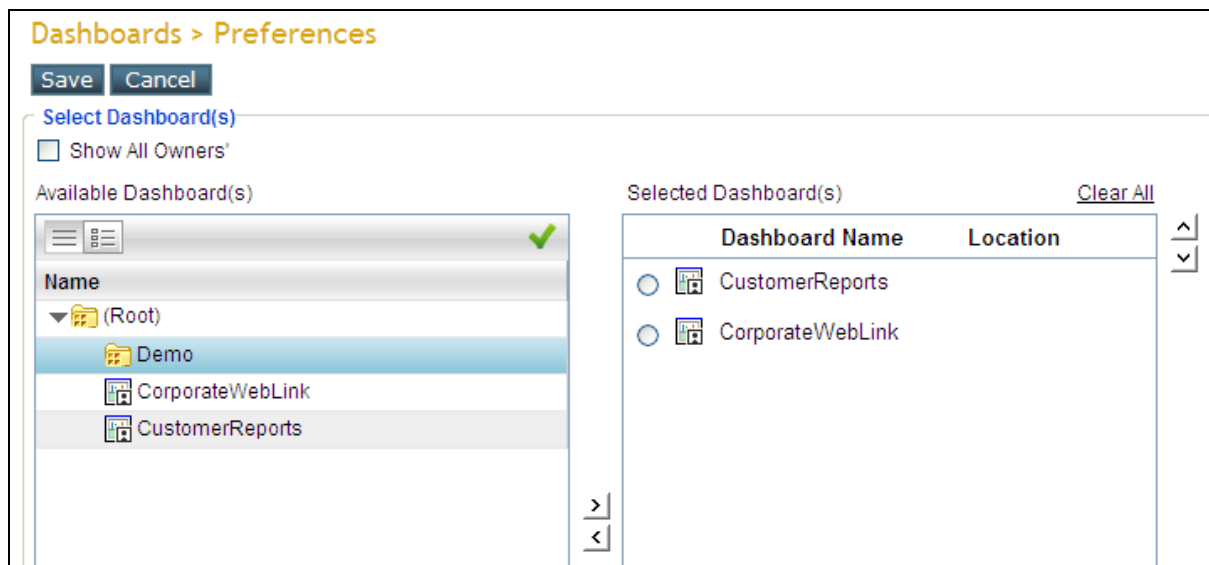 Dashboards > Preferences
Save Cancel
Select Dashboard(s)
Show All Owners'
Available Dashboard(s)
Name
(Root)
Demo
CorporateWebLink
CustomerReports
>
<
Selected Dashboard(s) Clear All
Dashboard Name Location
CustomerReports
CorporateWebLink